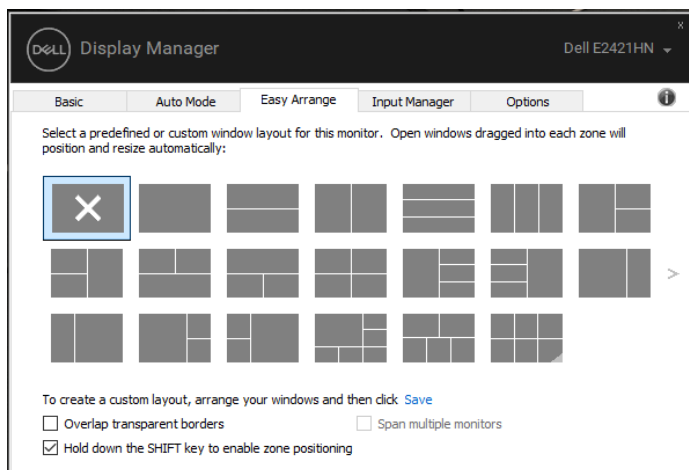 x
DELL Display Manager Dell E2421HN
Basic Auto Mode Easy Arrange Input Manager Options i
Select a predefined or custom window layout for this monitor. Open windows dragged into each zone will
position and resize automatically:
To create a custom layout, arrange your windows and then click Save
Overlap transparent borders Span multiple monitors
Hold down the SHIFT key to enable zone positioning